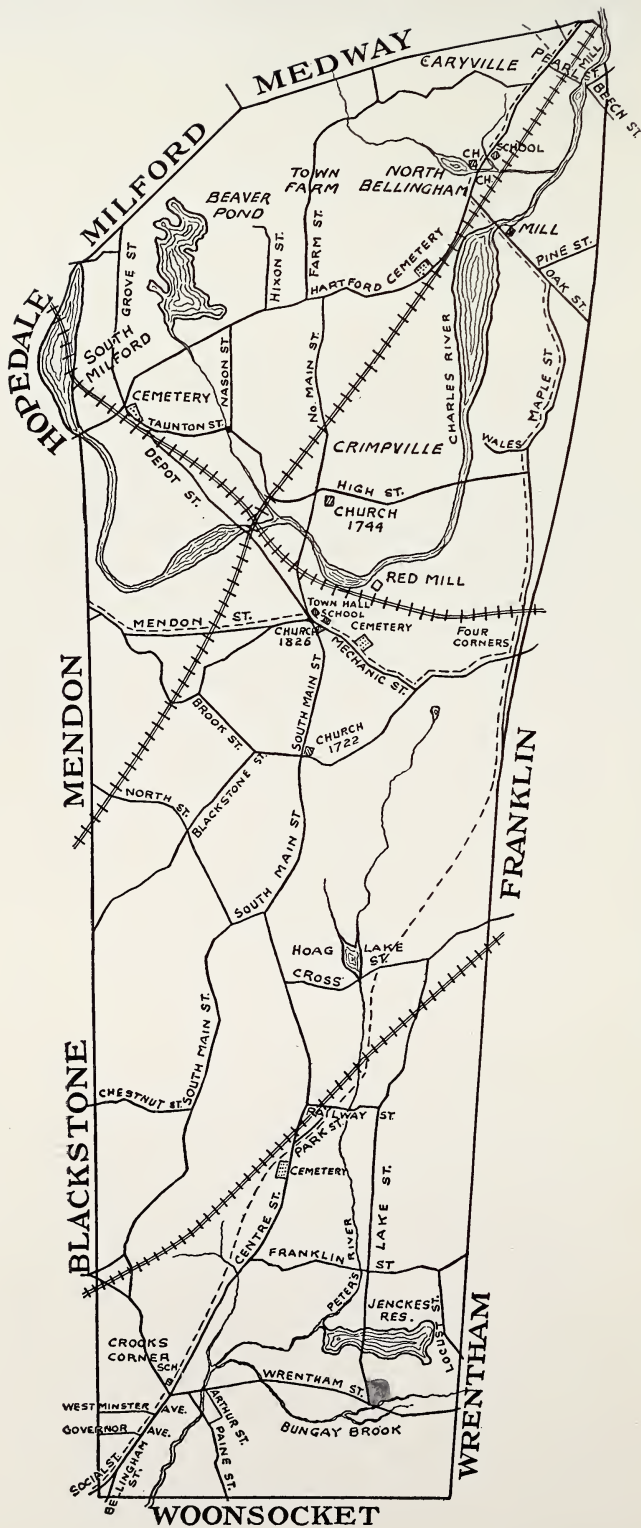 MEDWAY
MILFORD
HOPEDALE
MENDON
BLACKSTONE
FRANKLIN
WRENTHAM
WOONSOCKET
CARYVILLE
PEARL ST.
MILL
BEECH ST.
CH.
SCHOOL
CH.
NORTH
BELLINGHAM
TOWN
FARM
BEAVER
POND
HIXON ST.
FARM ST.
GROVE ST.
HARTFORD
CEMETERY
MILL
PINE ST.
OAK ST.
SOUTH
MILFORD
NASON ST.
No. MAIN ST.
CHARLES RIVER
MAPLE ST
CEMETERY
TAUNTON ST.
CRIMPVILLE
WALES
DEPOT ST.
HIGH ST.
CHURCH
1744
RED MILL
MENDON ST.
TOWN HALL
SCHOOL
CHURCH
1826
CEMETERY
MECHANIC ST.
FOUR
CORNERS
SOUTH MAIN ST
BROOK ST.
CHURCH
1722
BLACKSTONE ST.
NORTH ST.
SOUTH MAIN ST
HOAG LAKE
CROSS ST.
SOUTH MAIN ST.
CHESTNUT ST.
RAILWAY ST.
PARK ST.
CEMETERY
CENTRE ST.
LAKE ST.
FRANKLIN ST
PETER'S RIVER
JENCKES
RES.
LOCUST ST.
CROOKS
CORNER
SCH.
WRENTHAM ST.
WESTMINSTER AVE.
GOVERNOR AVE.
ARTHUR ST.
PAINE ST.
BUNGAY BROOK
SOCIAL ST.
BELLINGHAM
ST.